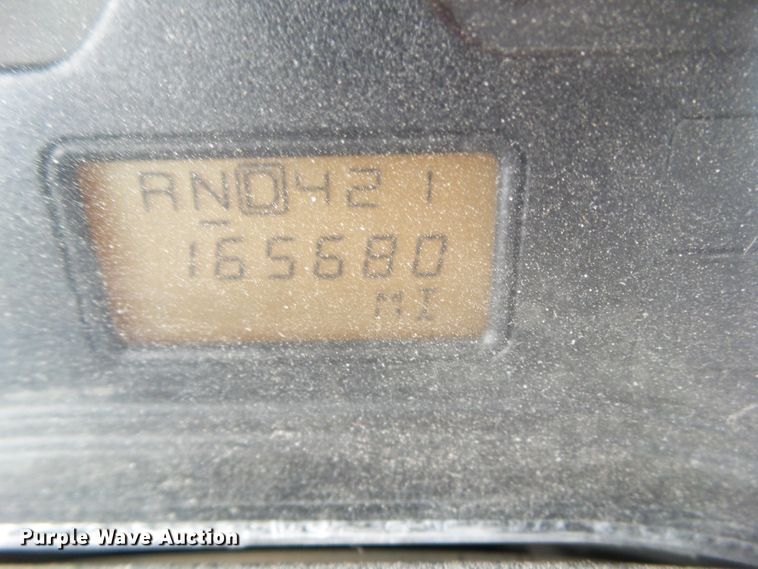 RND421
165680
MI
Purple Wave Auction